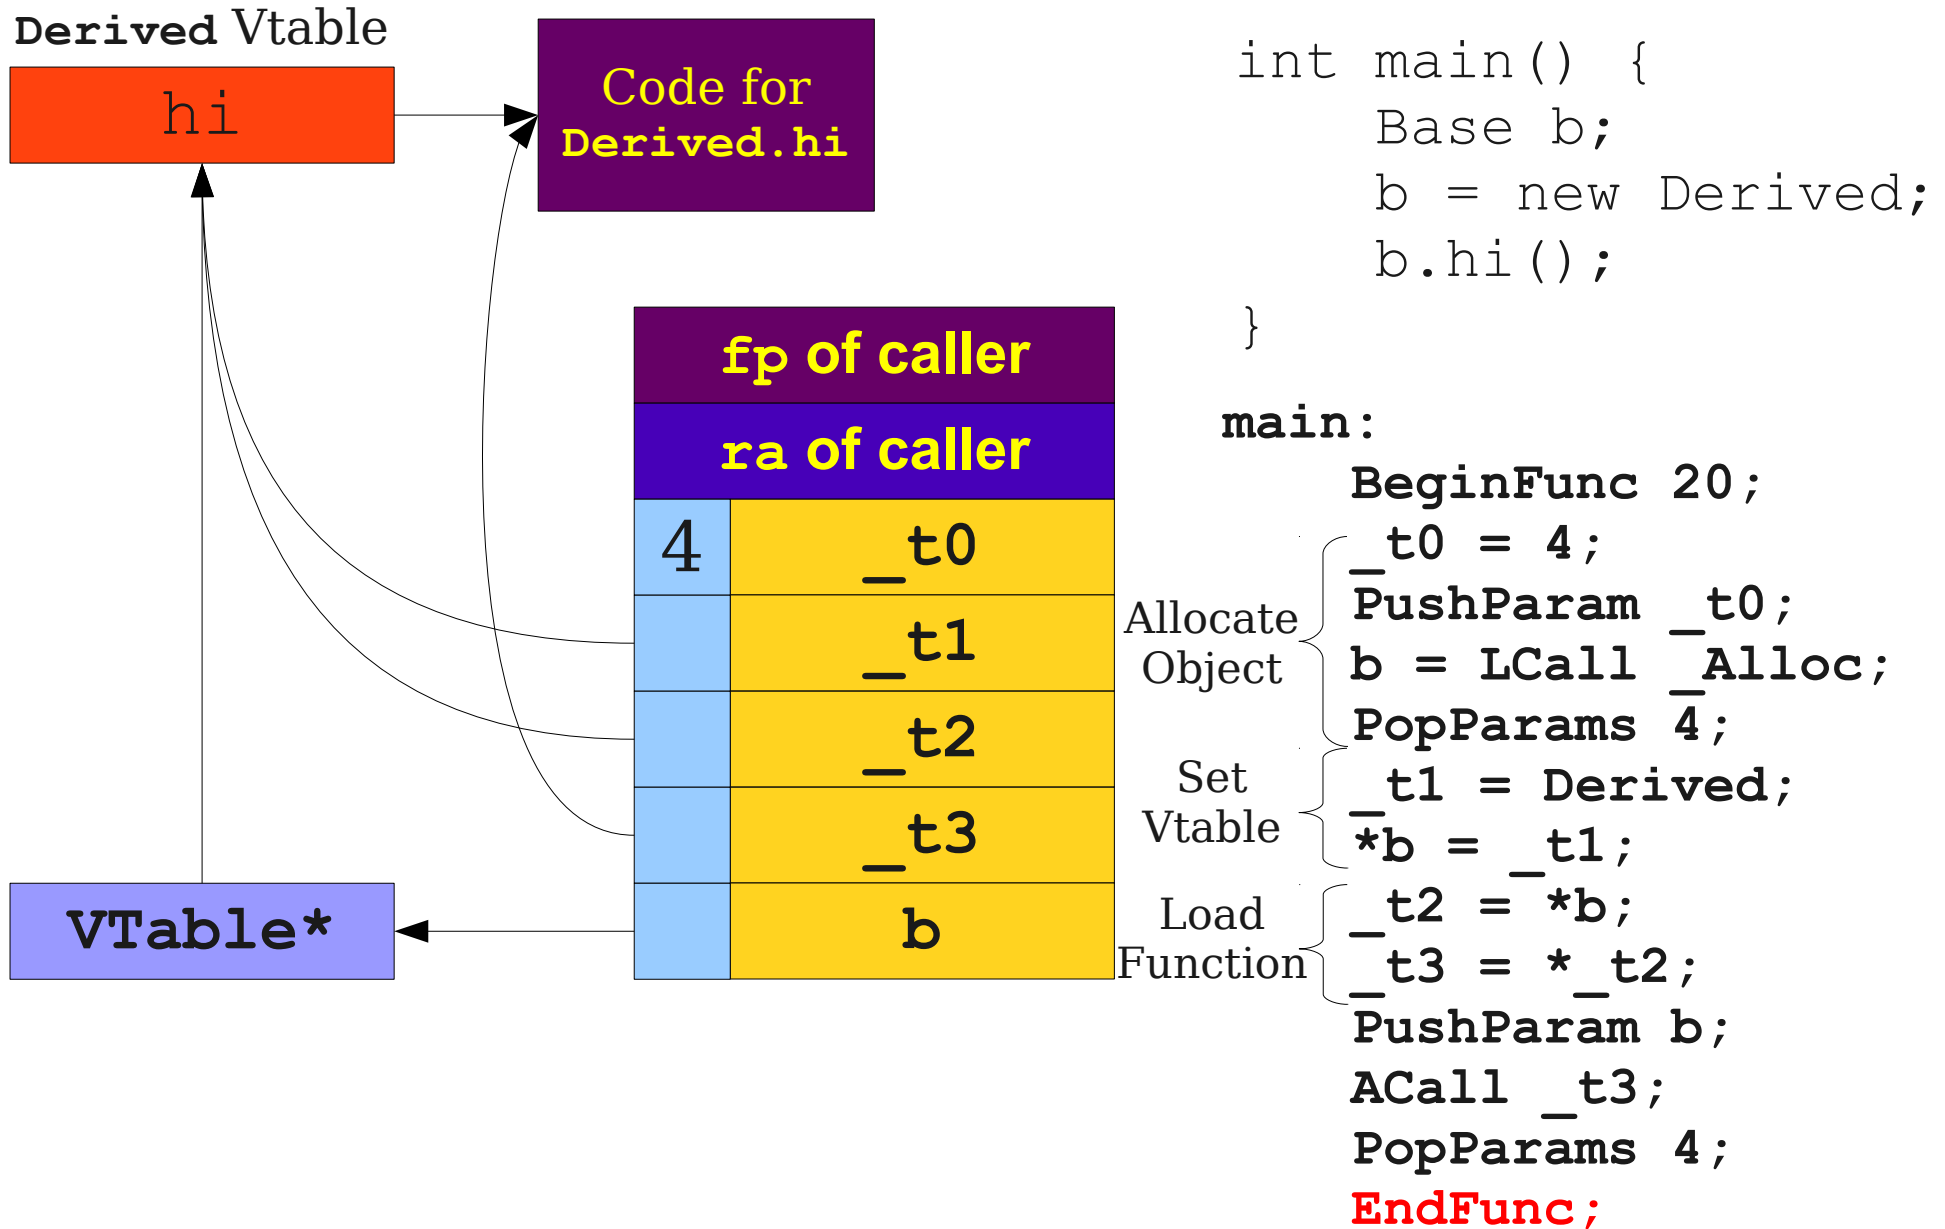 Derived Vtable
hi
Code for
Derived.hi
int main() {
Base b;
b = new Derived;
b.hi();
}
fp of caller
ra of caller
4 _t0
_t1
_t2
_t3
VTable*
b
Allocate
Object
Set
Vtable
Load
Function
main:
BeginFunc 20;
_t0 = 4;
PushParam _t0;
b = LCall _Alloc;
PopParams 4;
_t1 = Derived;
*b = _t1;
_t2 = *b;
_t3 = *_t2;
PushParam b;
ACall _t3;
PopParams 4;
EndFunc;